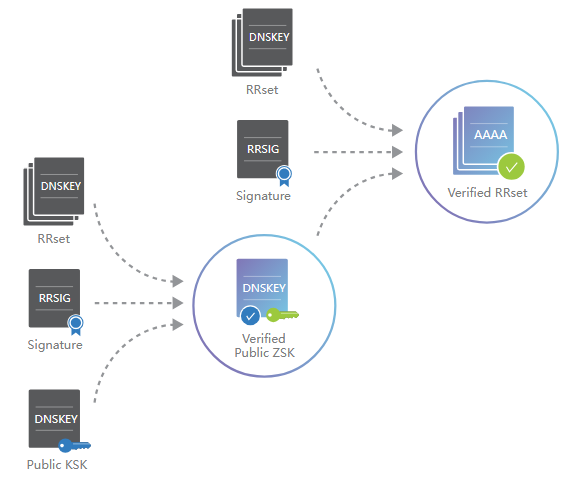 DNSKEY
RRset
RRSIG
Signature
AAAA
Verified RRset
DNSKEY
RRset
RRSIG
Signature
DNSKEY
Verified
Public ZSK
DNSKEY
Public KSK